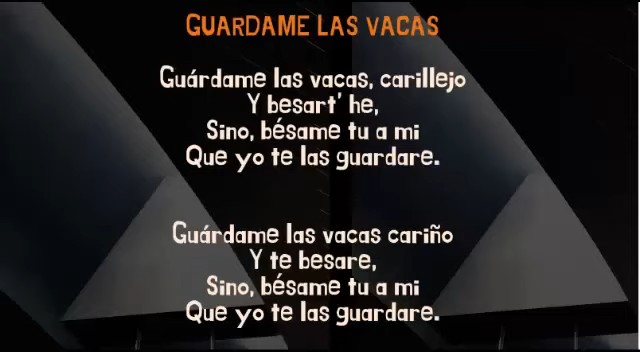 GUARDAME LAS VACAS
Guárdame las vacas, carillejo
Y besart' he,
Sino, bésame tu a mi
Que yo te las guardare.
Guárdame las vacas cariño
Y te besare,
Sino, bésame tu a mi
Que yo te las guardare.